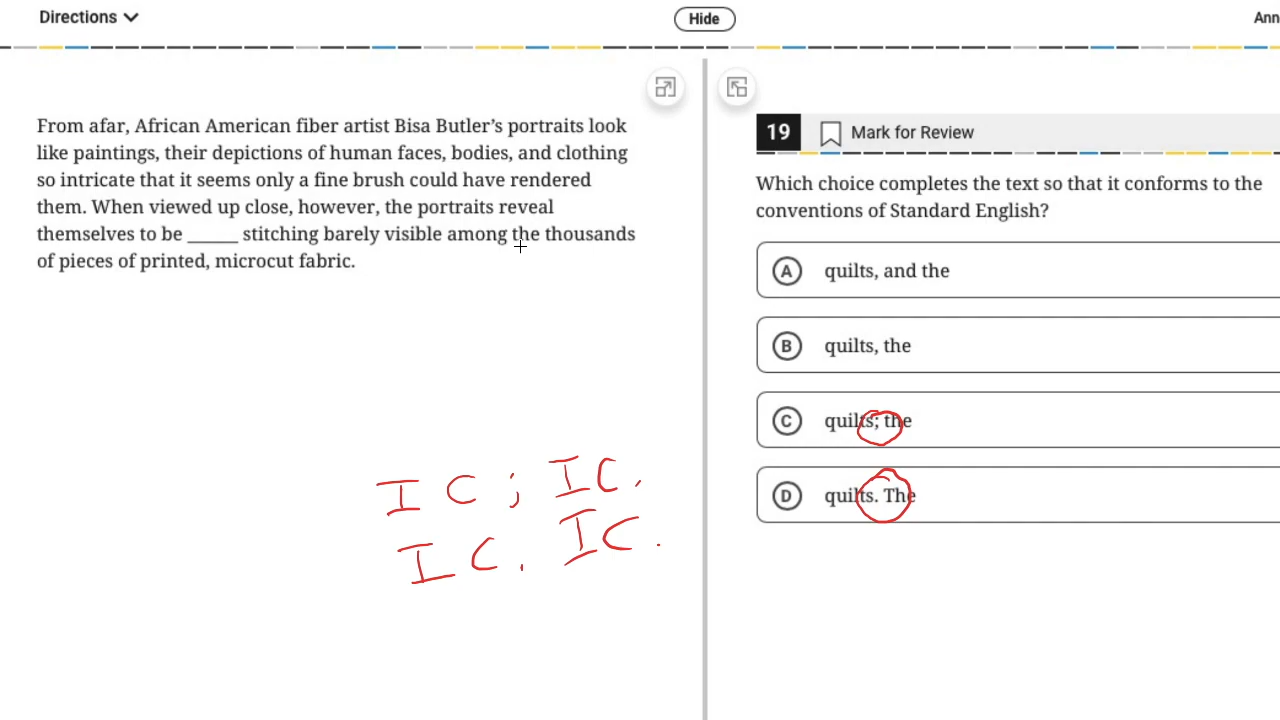 Directions
Hide
Ann
From afar, African American fiber artist Bisa Butler’s portraits look
like paintings, their depictions of human faces, bodies, and clothing
so intricate that it seems only a fine brush could have rendered
them. When viewed up close, however, the portraits reveal
themselves to be ______ stitching barely visible among the thousands
of pieces of printed, microcut fabric.
IC; IC.
IC. IC.
19 Mark for Review
Which choice completes the text so that it conforms to the
conventions of Standard English?
A quilts, and the
B quilts, the
C quilts; the
D quilts. The